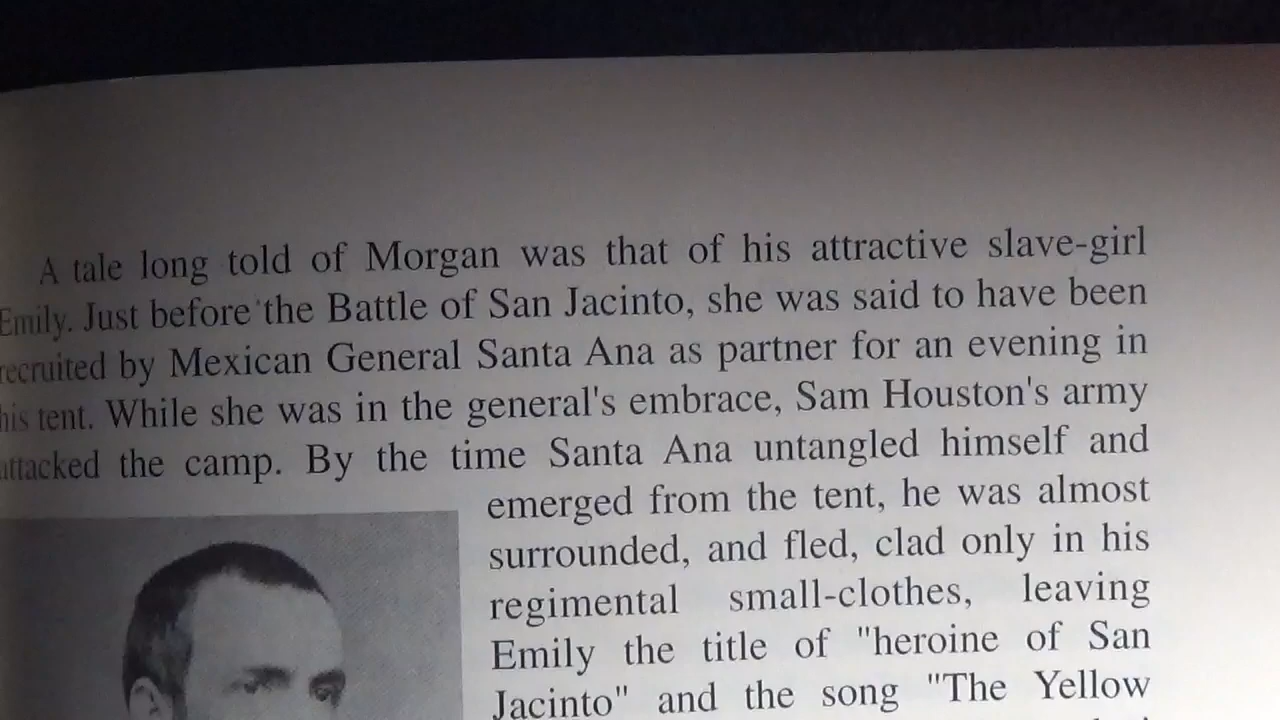 A tale long told of Morgan was that of his attractive slave-girl
Emily. Just before the Battle of San Jacinto, she was said to have been
recruited by Mexican General Santa Ana as partner for an evening in
his tent. While she was in the general's embrace, Sam Houston's army
attacked the camp. By the time Santa Ana untangled himself and
emerged from the tent, he was almost
surrounded, and fled, clad only in his
regimental small-clothes, leaving
Emily the title of "heroine of San
Jacinto" and the song "The Yellow